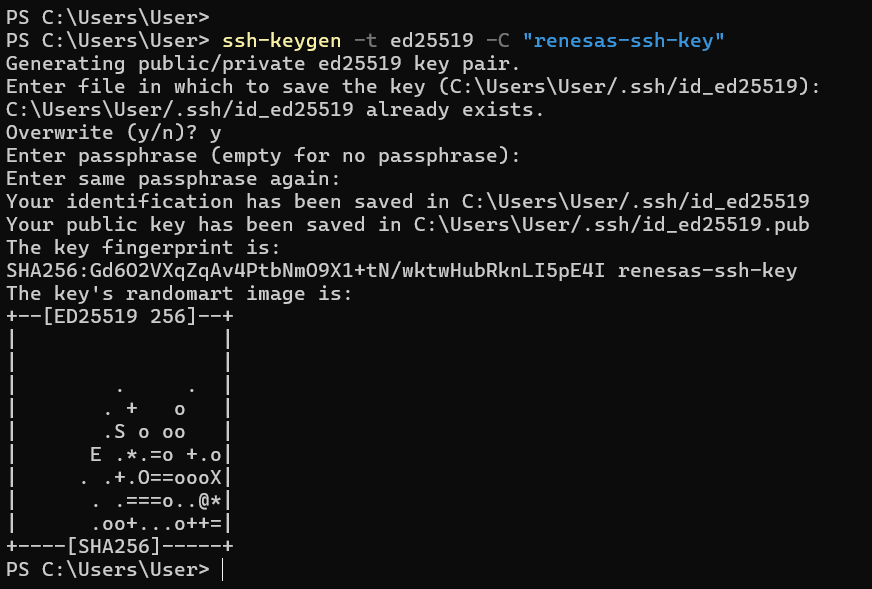 PS C:\Users\User>
PS C:\Users\User> ssh-keygen -t ed25519 -C "renesas-ssh-key"
Generating public/private ed25519 key pair.
Enter file in which to save the key (C:\Users\User/.ssh/id_ed25519):
C:\Users\User/.ssh/id_ed25519 already exists.
Overwrite (y/n)? y
Enter passphrase (empty for no passphrase):
Enter same passphrase again:
Your identification has been saved in C:\Users\User/.ssh/id_ed25519
Your public key has been saved in C:\Users\User/.ssh/id_ed25519.pub
The key fingerprint is:
SHA256:Gd6O2VXqZqAv4PtbNmO9X1+tN/wktwHubRknLI5pE4I renesas-ssh-key
The key's randomart image is:
+--[ED25519 256]--+
|                 |
|                 |
|        .     .  |
|       . +   o   |
|       .S o oo   |
|      E .*.=o +.o|
|     . .+.O==oooX|
|      . .===o..@*|
|      .oo+...o++=|
+----[SHA256]-----+
PS C:\Users\User>